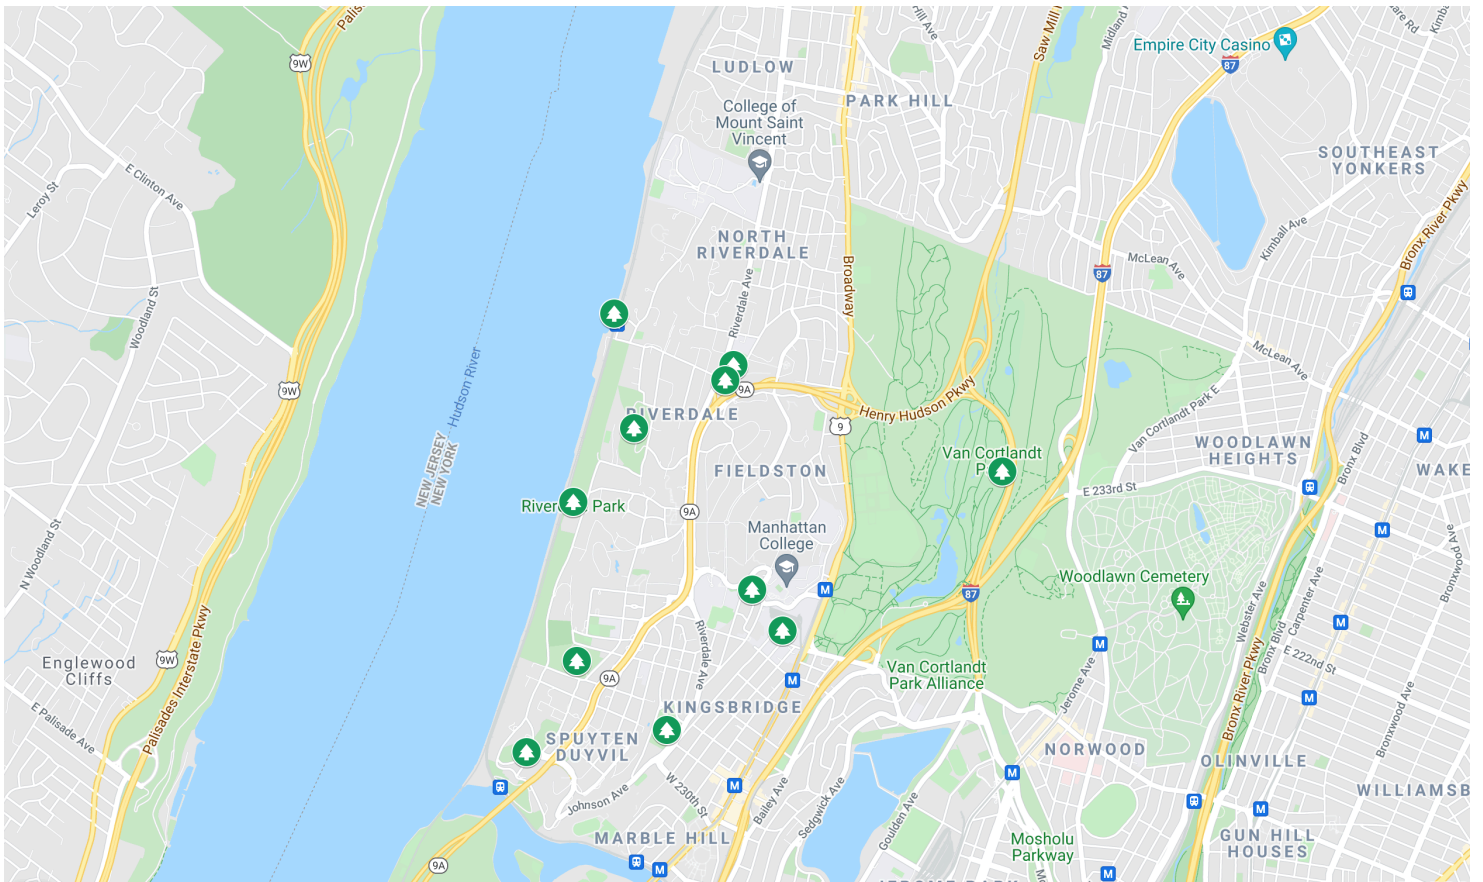 Palis
9W
Saw Mill
Midland
Hill Ave
Empire City Casino
87
LUDLOW
PARK HILL
College of
Mount Saint
Vincent
SOUTHEAST
YONKERS
E Clinton Ave
Leroy St
NORTH
RIVERDALE
Kimball Ave
Bronx River Pkwy
McLean Ave
87
Broadway
Riverdale Ave
Woodland St
McLean Ave
9W
Hudson River
9A
RIVERDALE
Henry Hudson Pkwy
9
Van Cortlandt Park E
M
WOODLAWN
HEIGHTS
Bronx Blvd
WAKE
NEW JERSEY
NEW YORK
FIELDSTON
Van Cortlandt
E 233rd St
Park
9A
Manhattan
College
M
N Woodland St
Bronxwood Ave
Woodlawn Cemetery
M
87
Webster Ave
Carpenter Ave
M
Bronx Blvd
E 222nd St
M
Englewood
Cliffs
9W
Palisades Interstate Pkwy
9A
Riverdale Ave
M
Van Cortlandt
Park Alliance
Jerome Ave
Bronx River Pkwy
M
Bronxwood Ave
E Palisade Ave
KINGSBRIDGE
SPUYTEN
DUYVIL
NORWOOD
OLINVILLE
M
M
W 230th St
Johnson Ave
Bailey Ave
Sedgwick Ave
Goulden Ave
WILLIAMSB
M
MARBLE HILL
Mosholu
Parkway
GUN HILL
HOUSES
9A
M
M